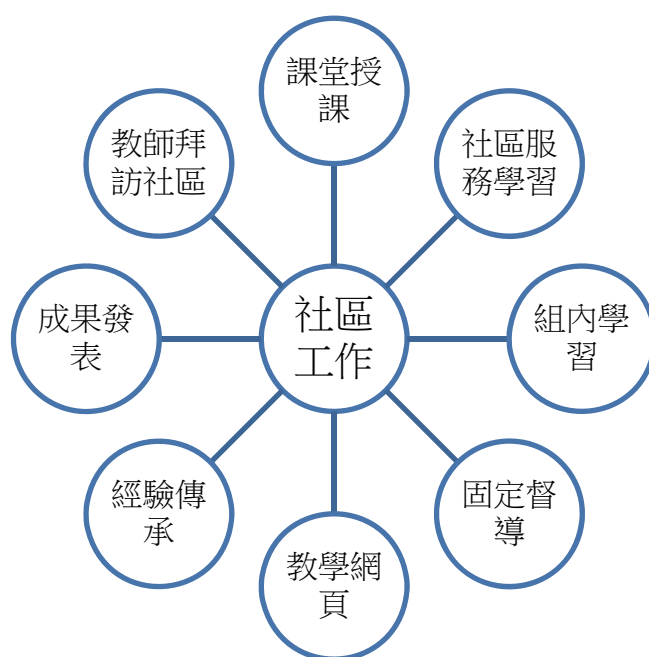 課堂授
課
社區服
務學習
組內學
習
固定督
導
教學網
頁
經驗傳
承
成果發
表
教師拜
訪社區
社區
工作